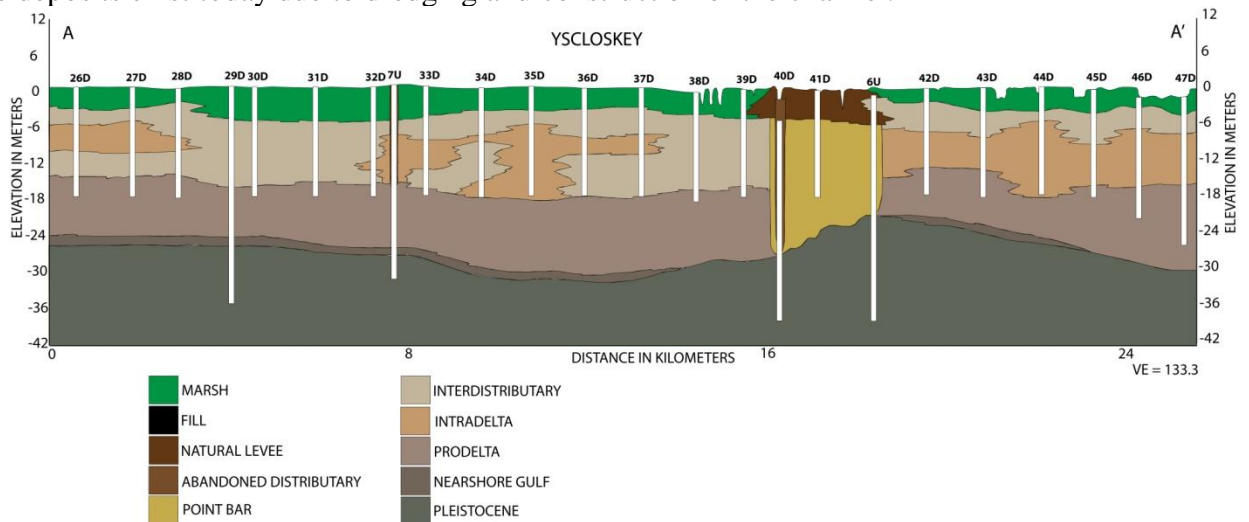 A YSCLOSKEY A'
26D 27D 28D 29D 30D 31D 32D 7U 33D 34D 35D 36D 37D 38D 39D 40D 41D 6U 42D 43D 44D 45D 46D 47D
ELEVATION IN METERS
12
6
0
-6
-12
-18
-24
-30
-36
-42
ELEVATION IN METERS
12
6
0
-6
-12
-18
-24
-30
-36
-42
0 8 DISTANCE IN KILOMETERS 16 24
VE = 133.3
MARSH
FILL
NATURAL LEVEE
ABANDONED DISTRIBUTARY
POINT BAR
INTERDISTRIBUTARY
INTRADELTA
PRODELTA
NEARSHORE GULF
PLEISTOCENE